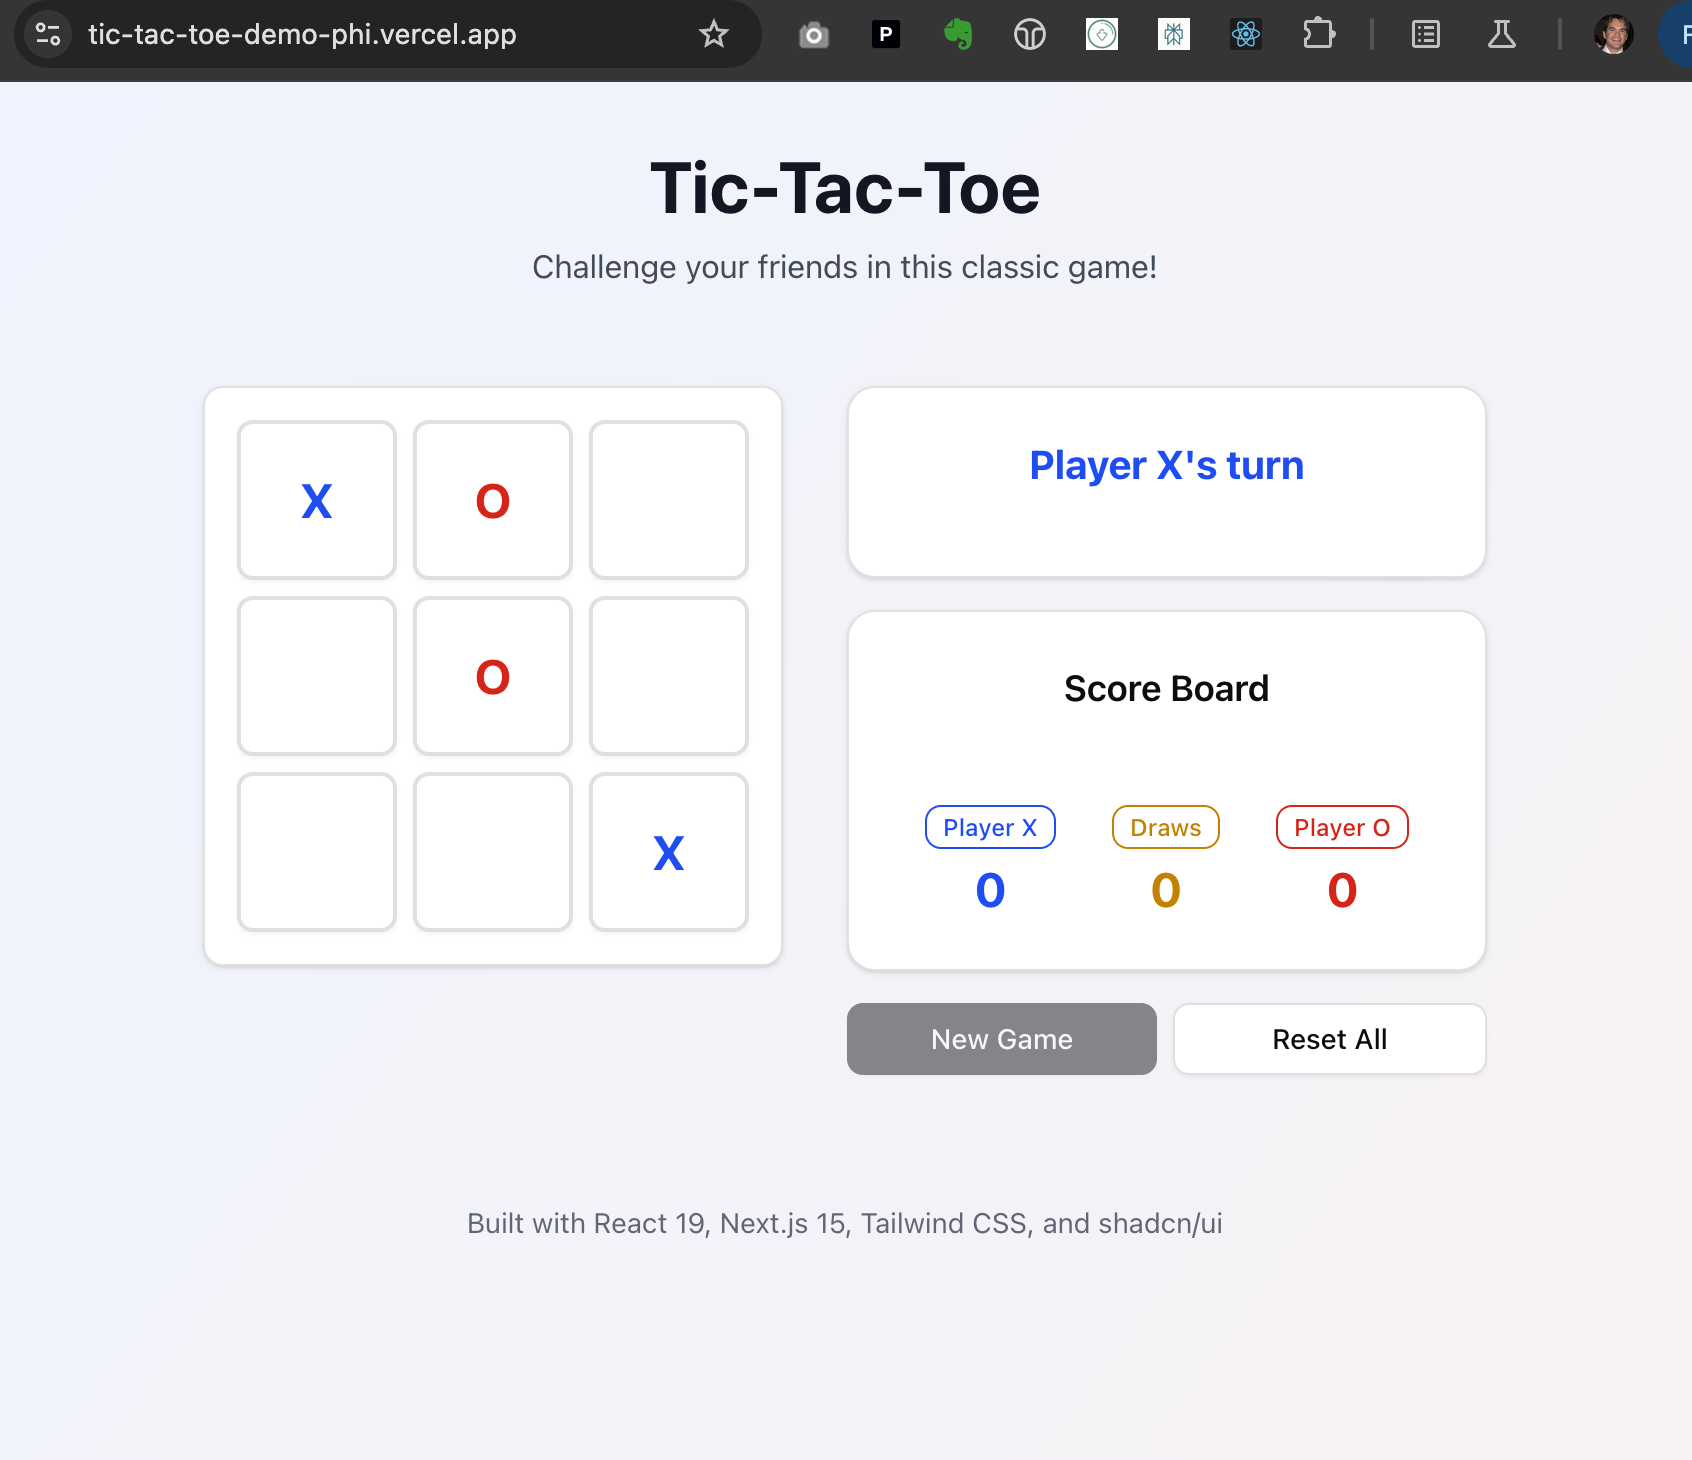 tic-tac-toe-demo-phi.vercel.app
P
Tic-Tac-Toe
Challenge your friends in this classic game!
X O
O
X
Player X's turn
Score Board
Player X Draws Player O
0 0 0
New Game Reset All
Built with React 19, Next.js 15, Tailwind CSS, and shadcn/ui